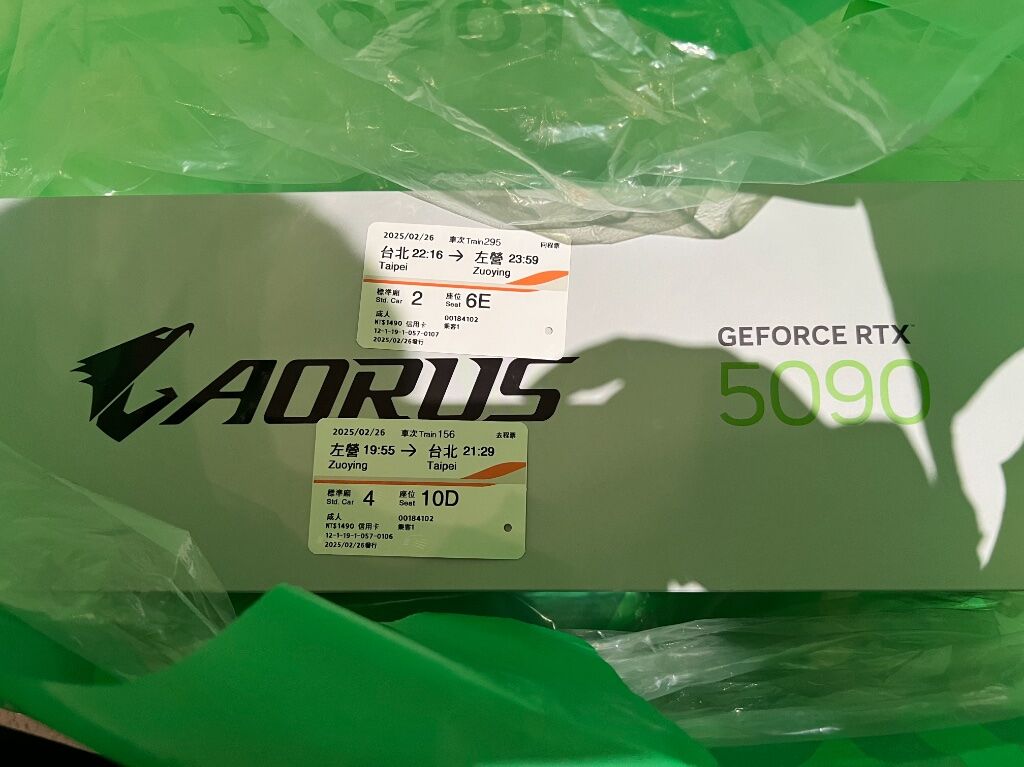 2025/02/26 車次Train295 回程票
台北 22:16 → 左營 23:59
Taipei Zuoying
標準廂 2 座位 6E
Std. Car Seat
成人 00184102
NT$1490 信用卡 乘客1
12-1-19-1-057-0107
2025/02/26發行
AORUS
GEFORCE RTX
5090
2025/02/26 車次Train156 去程票
左營 19:55 → 台北 21:29
Zuoying Taipei
標準廂 4 座位 10D
Std. Car Seat
成人 00184102
NT$1490 信用卡 乘客1
12-1-19-1-057-0106
2025/02/26發行